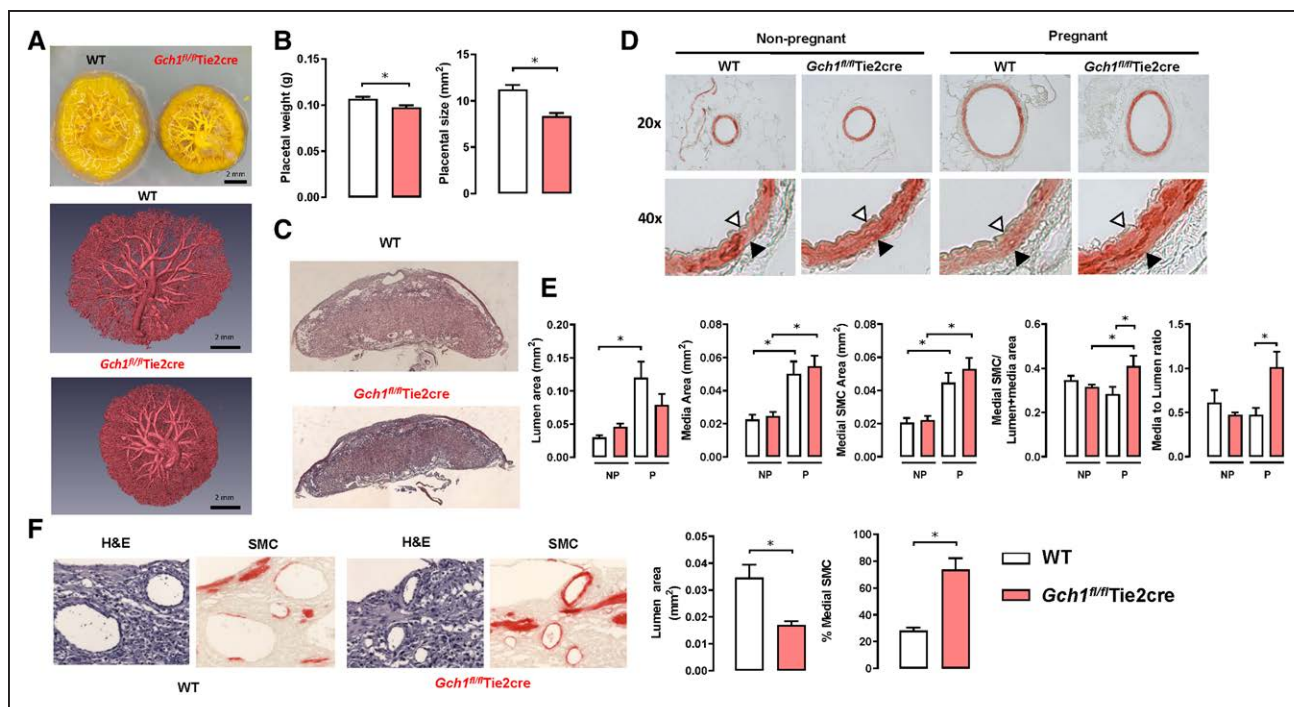 A
WT
Gch1fl/flTie2cre
2 mm
WT
2 mm
Gch1fl/flTie2cre
2 mm
B
Placetal weight (g)
0.15
0.10
0.05
0.00
*
Placental size (mm²)
15
10
5
0
*
C
WT
Gch1fl/flTie2cre
D
Non-pregnant
Pregnant
WT
Gch1fl/flTie2cre
WT
Gch1fl/flTie2cre
20x
40x
E
Lumen area (mm²)
0.20
0.15
0.10
0.05
0.00
*
NP
P
Media Area (mm²)
0.08
0.06
0.04
0.02
0.00
*
*
NP
P
Medial SMC Area (mm²)
0.08
0.06
0.04
0.02
0.00
*
*
NP
P
Medial SMC/
Lumen+media area
0.6
0.4
0.2
0.0
*
*
NP
P
Media to Lumen ratio
1.5
1.0
0.5
0.0
*
NP
P
F
H&E
SMC
H&E
SMC
WT
Gch1fl/flTie2cre
Lumen area
(mm²)
0.05
0.04
0.03
0.02
0.01
0.00
*
% Medial SMC
100
80
60
40
20
0
*
WT
Gch1fl/flTie2cre